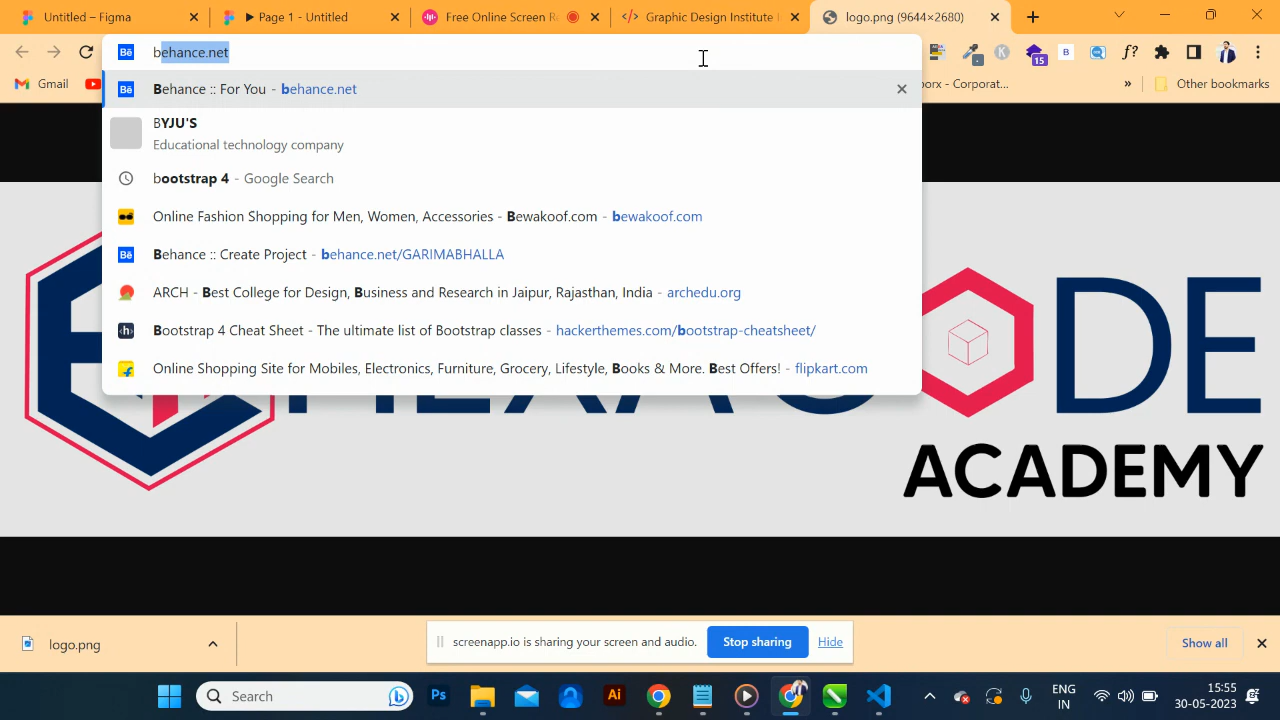 Untitled – Figma
Page 1 - Untitled
Free Online Screen R
Graphic Design Institute
logo.png (9644×2680)
behance.net
15
B
f?
Gmail
orx - Corporat...
»
Other bookmarks
Behance :: For You - behance.net
BYJU'S
Educational technology company
bootstrap 4 - Google Search
Online Fashion Shopping for Men, Women, Accessories - Bewakoof.com - bewakoof.com
Behance :: Create Project - behance.net/GARIMABHALLA
ARCH - Best College for Design, Business and Research in Jaipur, Rajasthan, India - archedu.org
Bootstrap 4 Cheat Sheet - The ultimate list of Bootstrap classes - hackerthemes.com/bootstrap-cheatsheet/
Online Shopping Site for Mobiles, Electronics, Furniture, Grocery, Lifestyle, Books & More. Best Offers! - flipkart.com
DE
ACADEMY
logo.png
screenapp.io is sharing your screen and audio.
Stop sharing
Hide
Show all
Search
Ps
Ai
ENG
IN
15:55
30-05-2023